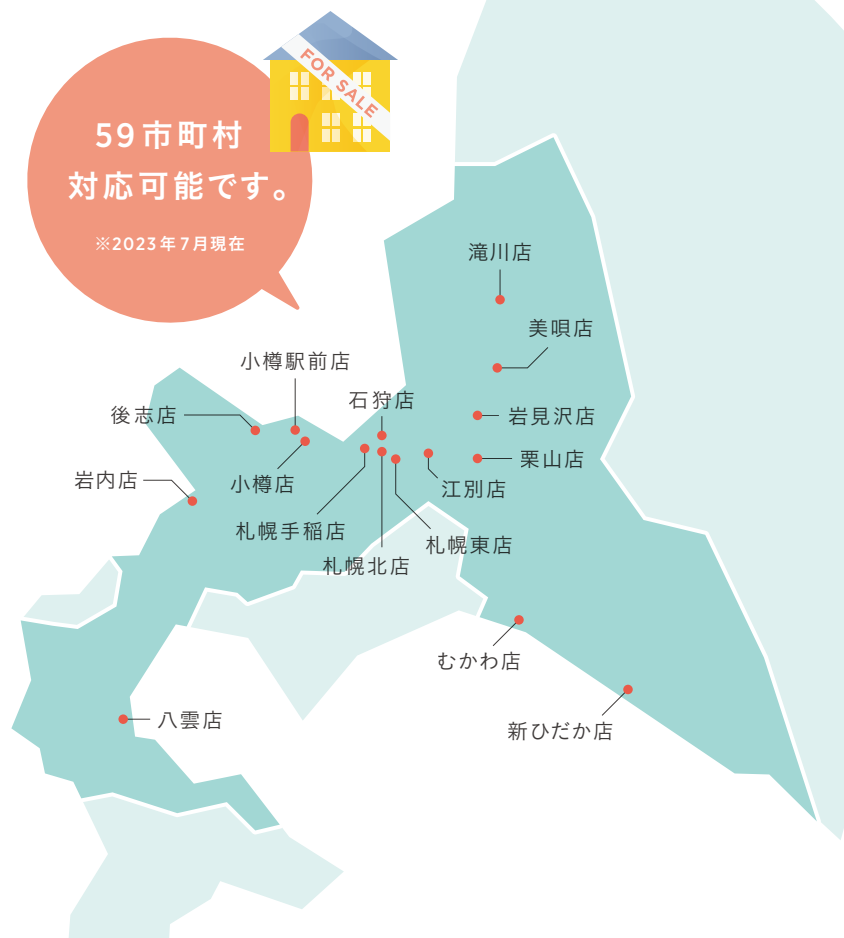 FOR SALE
59市町村
対応可能です。
※2023年7月現在
滝川店
美唄店
小樽駅前店
石狩店
後志店
岩見沢店
栗山店
岩内店
小樽店
江別店
札幌手稲店
札幌東店
札幌北店
むかわ店
八雲店
新ひだか店